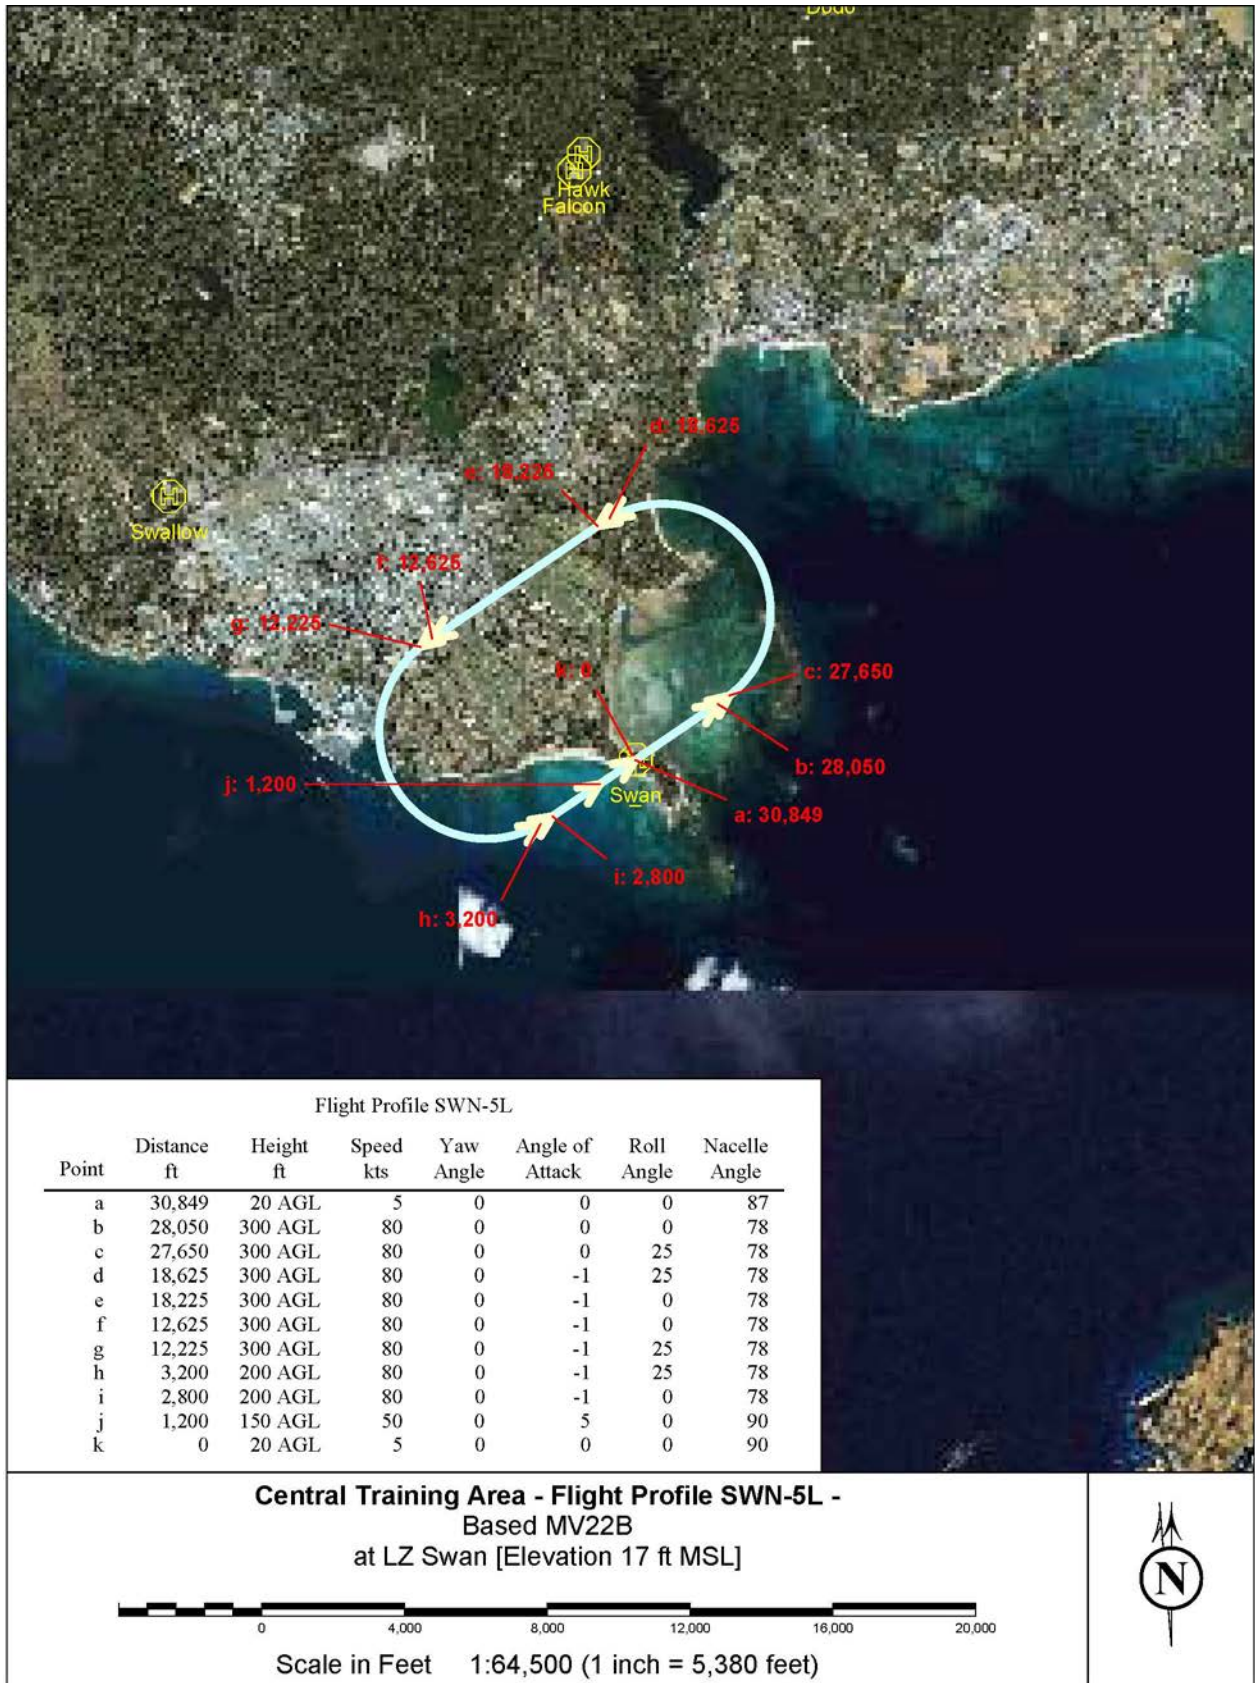 Dodo
Hawk
Falcon
d: 18,625
e: 18,225
Swallow
f: 12,625
g: 12,225
k: 0
c: 27,650
b: 28,050
j: 1,200
Swan
a: 30,849
i: 2,800
h: 3,200
Flight Profile SWN-5L
Point Distance ft Height ft Speed kts Yaw Angle Angle of Attack Roll Angle Nacelle Angle
a 30,849 20 AGL 5 0 0 0 87
b 28,050 300 AGL 80 0 0 0 78
c 27,650 300 AGL 80 0 0 25 78
d 18,625 300 AGL 80 0 -1 25 78
e 18,225 300 AGL 80 0 -1 0 78
f 12,625 300 AGL 80 0 -1 0 78
g 12,225 300 AGL 80 0 -1 25 78
h 3,200 200 AGL 80 0 -1 25 78
i 2,800 200 AGL 80 0 -1 0 78
j 1,200 150 AGL 50 0 5 0 90
k 0 20 AGL 5 0 0 0 90
Central Training Area - Flight Profile SWN-5L -
Based MV22B
at LZ Swan [Elevation 17 ft MSL]
N
0 4,000 8,000 12,000 16,000 20,000
Scale in Feet 1:64,500 (1 inch = 5,380 feet)